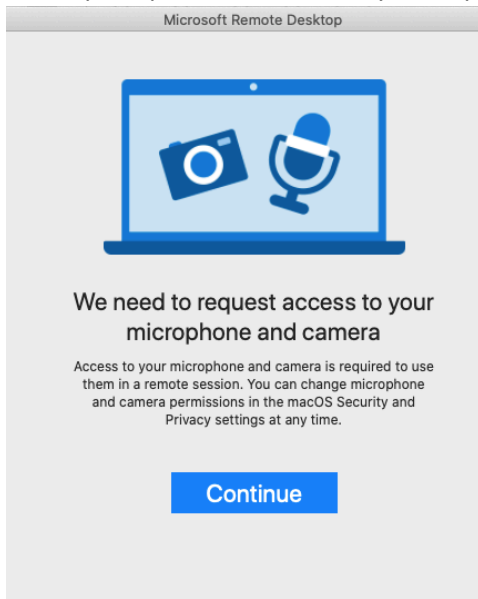 Microsoft Remote Desktop
We need to request access to your
microphone and camera
Access to your microphone and camera is required to use
them in a remote session. You can change microphone
and camera permissions in the macOS Security and
Privacy settings at any time.
Continue